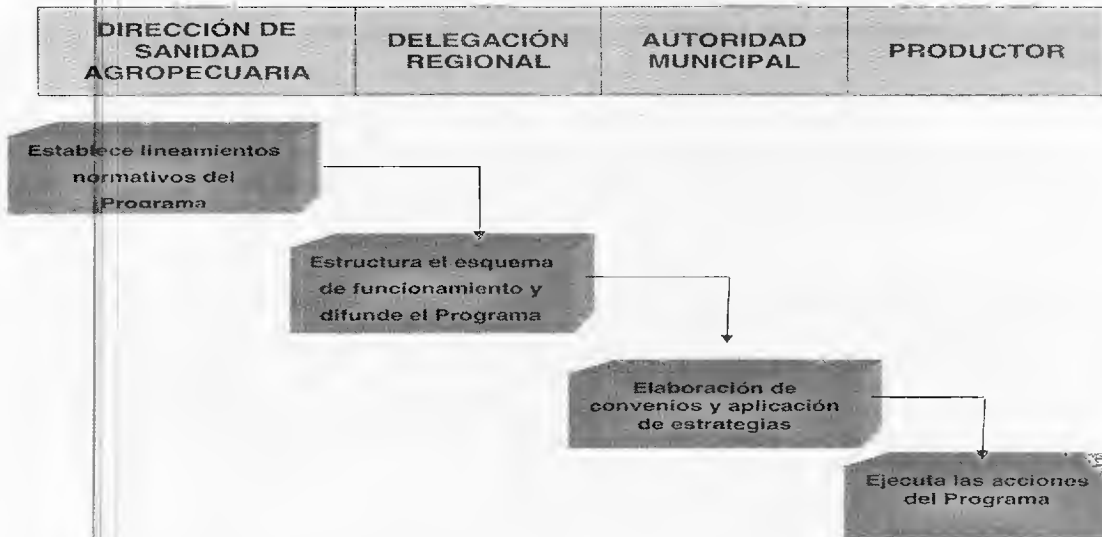 DIRECCIÓN DE
SANIDAD
AGROPECUARIA
DELEGACIÓN
REGIONAL
AUTORIDAD
MUNICIPAL
PRODUCTOR
Establece lineamientos
normativos del
Programa
Estructura el esquema
de funcionamiento y
difunde el Programa
Elaboración de
convenios y aplicación
de estrategias
Ejecuta las acciones
del Programa